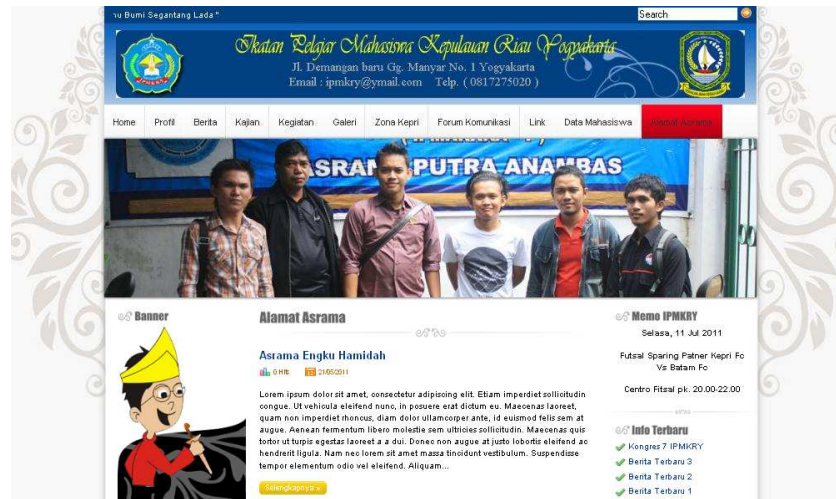 nu Bumi Segantang Lada "
Search
Ikatan Pelajar Mahasiswa Kepulauan Riau Yogyakarta
Jl. Demangan baru Gg. Manyar No. 1 Yogyakarta
Email : ipmkry@ymail.com Telp. ( 0817275020 )
Home Profil Berita Kajian Kegiatan Galeri Zona Kepri Forum Komunikasi Link Data Mahasiswa Alamat Asrama
ASRAMA PUTRA ANAMBAS
Banner
Alamat Asrama
Asrama Engku Hamidah
0 Hits 21/05/2011
Lorem ipsum dolor sit amet, consectetur adipiscing elit. Etiam imperdiet sollicitudin
congue. Ut vehicula eleifend nunc, in posuere erat dictum eu. Maecenas laoreet,
quam non imperdiet rhoncus, diam dolor ullamcorper ante, id euismod felis sem at
augue. Aenean fermentum libero molestie sem ultricies sollicitudin. Maecenas quis
tortor ut turpis egestas laoreet a a dui. Donec non augue at justo lobortis eleifend ac
hendrerit ligula. Nam nec lorem sit amet massa tincidunt vestibulum. Suspendisse
tempor elementum odio vel eleifend. Aliquam...
Selengkapnya »
Memo IPMKRY
Selasa, 11 Jul 2011
Futsal Sparing Patner Kepri Fc
Vs Batam Fc
Centro Fitsal pk. 20.00-22.00
Info Terbaru
Kongres 7 IPMKRY
Berita Terbaru 3
Berita Terbaru 2
Berita Terbaru 1